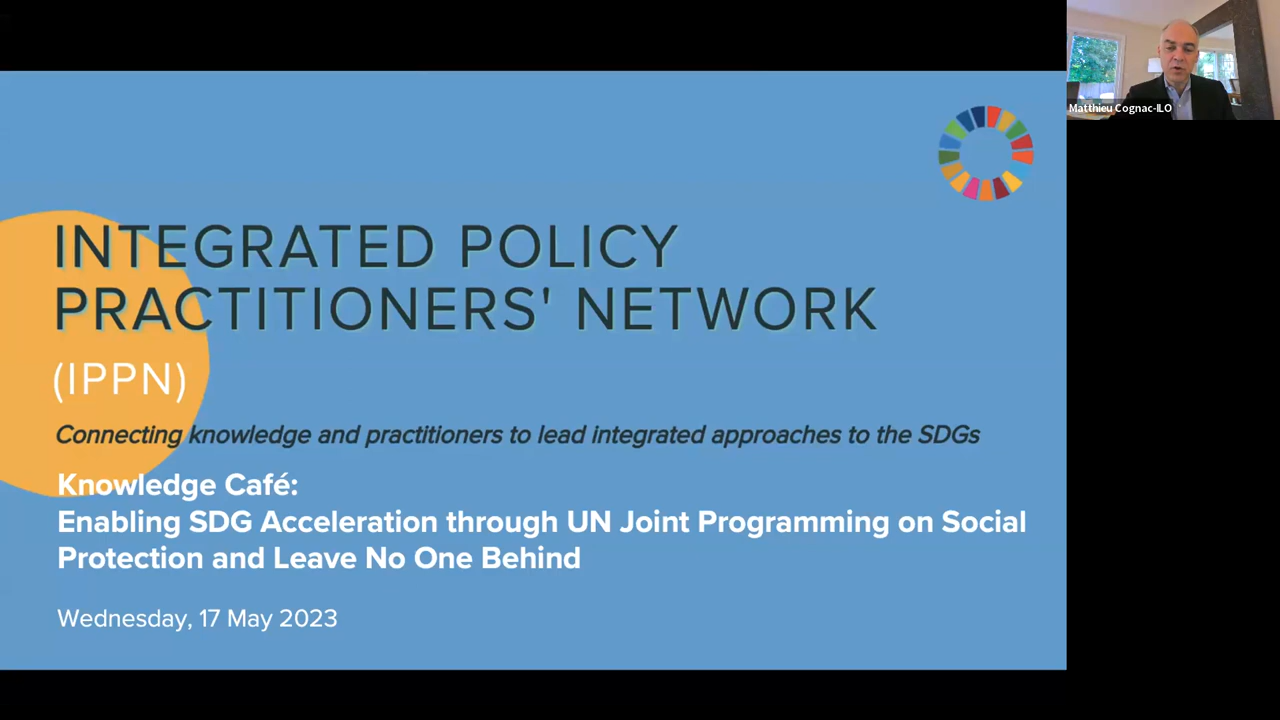 Matthieu Cognac-ILO
INTEGRATED POLICY
PRACTITIONERS' NETWORK
(IPPN)
Connecting knowledge and practitioners to lead integrated approaches to the SDGs
Knowledge Café:
Enabling SDG Acceleration through UN Joint Programming on Social
Protection and Leave No One Behind
Wednesday, 17 May 2023